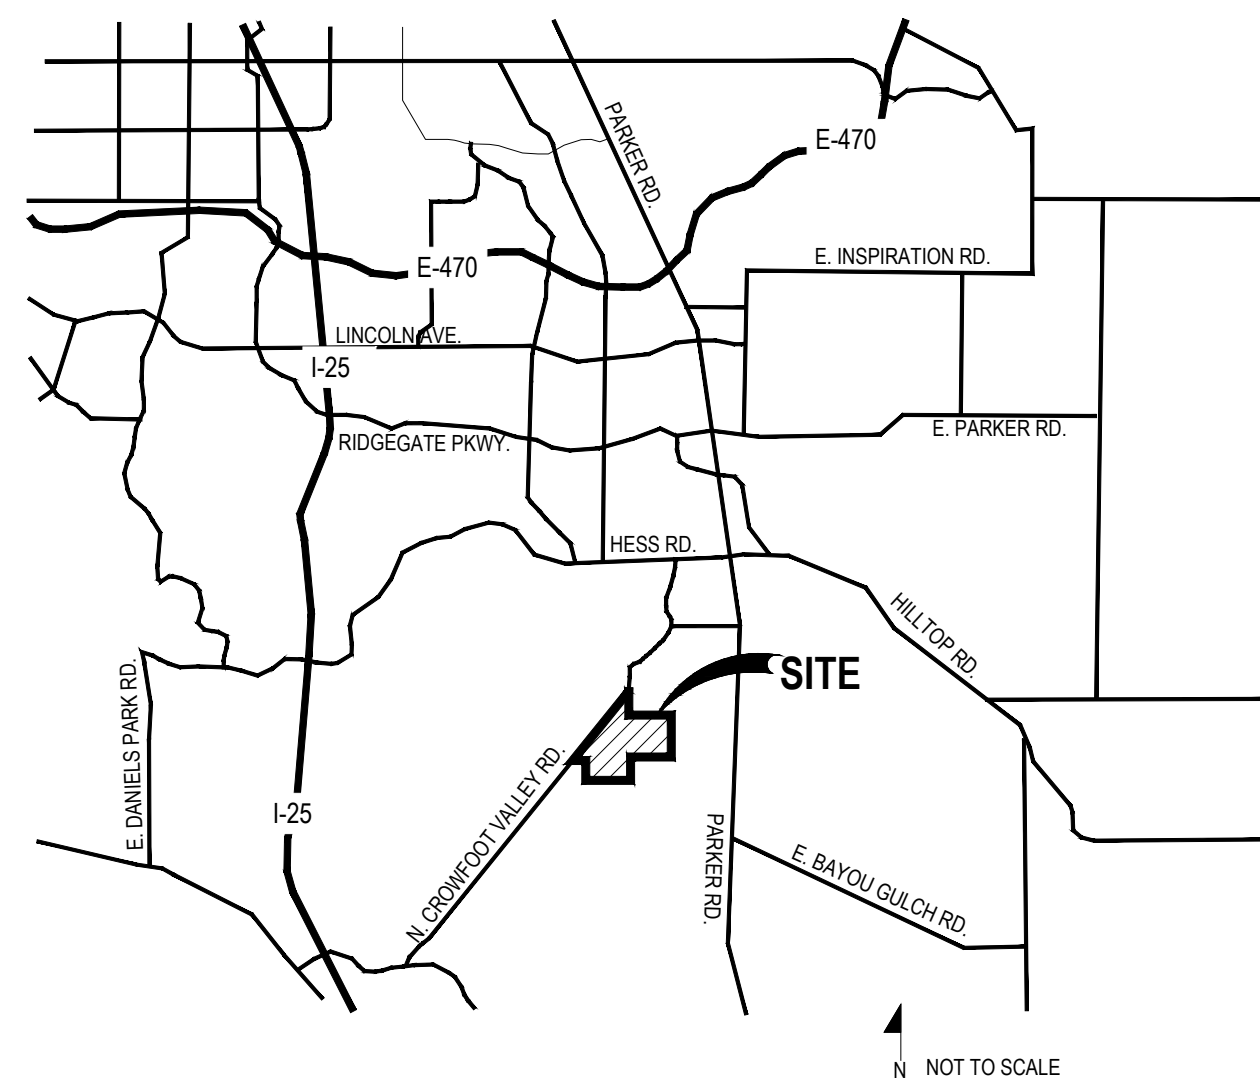 PARKER RD.
E-470
E. INSPIRATION RD.
E-470
LINCOLN AVE.
I-25
E. PARKER RD.
RIDGEGATE PKWY.
HESS RD.
HILLTOP RD.
SITE
E. DANIELS PARK RD.
N. CROWFOOT VALLEY RD.
I-25
PARKER RD.
E. BAYOU GULCH RD.
N
NOT TO SCALE